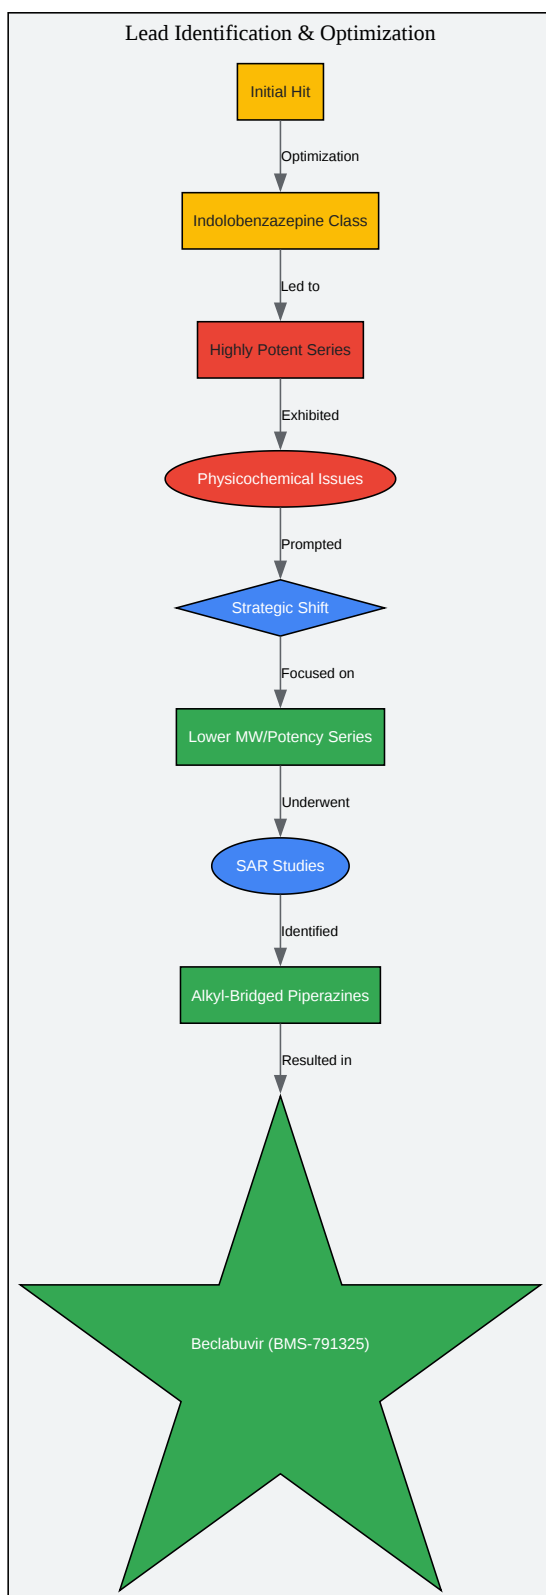 Lead Identification & Optimization
Initial Hit
Optimization
Indolobenzazepine Class
Led to
Highly Potent Series
Exhibited
Physicochemical Issues
Prompted
Strategic Shift
Focused on
Lower MW/Potency Series
Underwent
SAR Studies
Identified
Alkyl-Bridged Piperazines
Resulted in
Beclabuvir (BMS-791325)